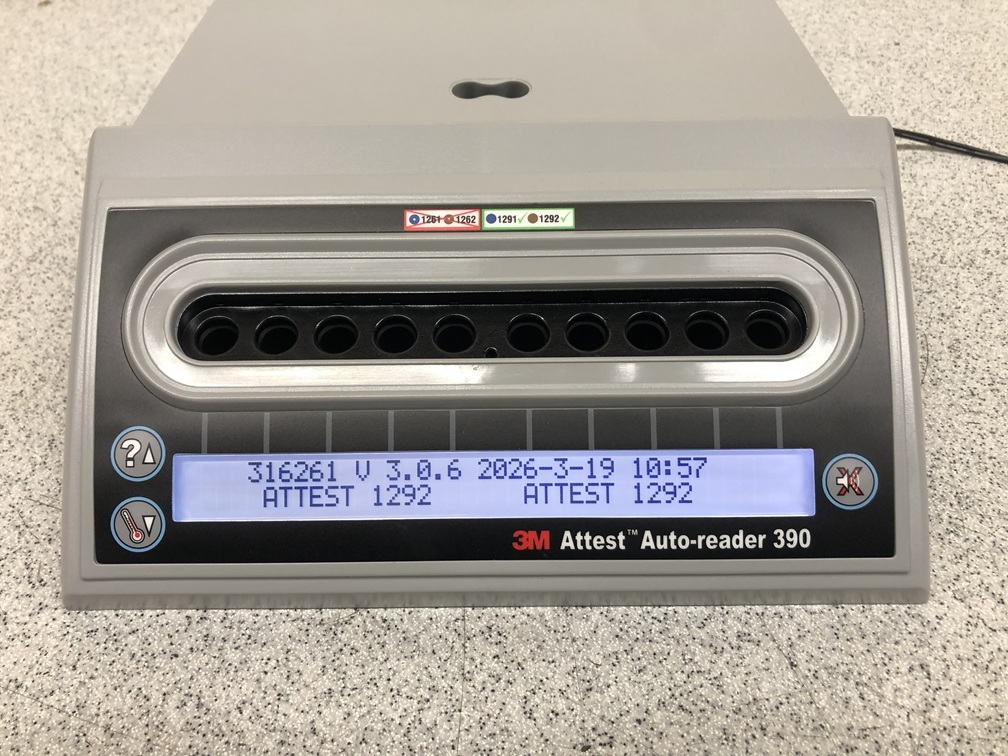 1261 1262 1291✓ 1292✓
?
316261 V 3.0.6 2026-3-19 10:57
ATTEST 1292 ATTEST 1292
3M Attest™ Auto-reader 390